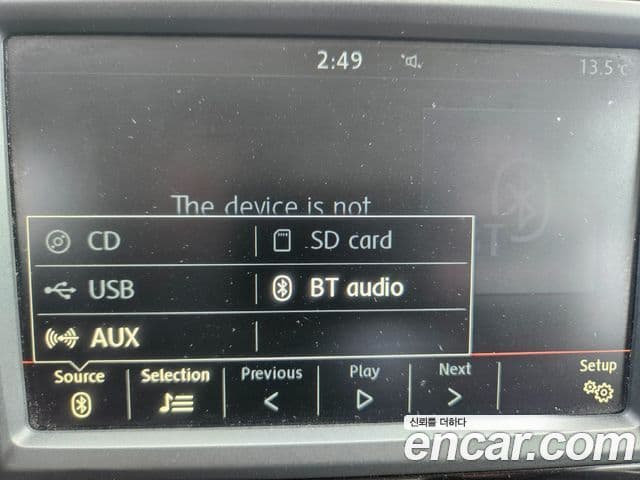 2:49
13.5°C
The device is not
CD
SD card
USB
BT audio
AUX
Source
Selection
Previous
Play
Next
Setup
신뢰를 더하다
encar.com